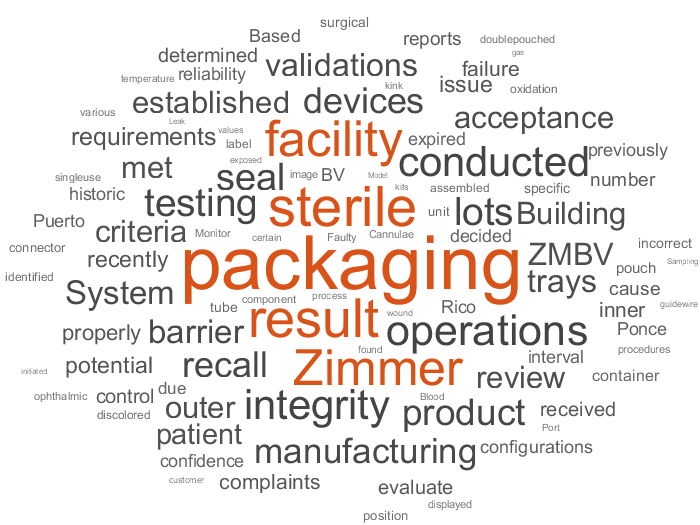 surgical
Based
reports
doublepouched
determined
validations
gas
failure
temperature
reliability
kink
issue
oxidation
established
devices
acceptance
various
Leak
values
requirements
label
facility
expired
previously
exposed
met
seal
image
BV
Model
conducted
singleuse
historic
kits
assembled
specific
number
testing
sterile
unit
lots
Building
Puerto
criteria
Monitor
certain
Faulty
Cannulae
decided
connector
recently
packaging
ZMBV
incorrect
Sampling
pouch
identified
System
trays
cause
tube
component
process
Rico
inner
guidewire
properly
barrier
result
wound
operations
Ponce
potential
recall
found
interval
procedures
initiated
Zimmer
review
container
ophthalmic
control
due
Blood
discolored
outer
integrity
product
received
Port
patient
manufacturing
configurations
confidence
customer
complaints
evaluate
displayed
position